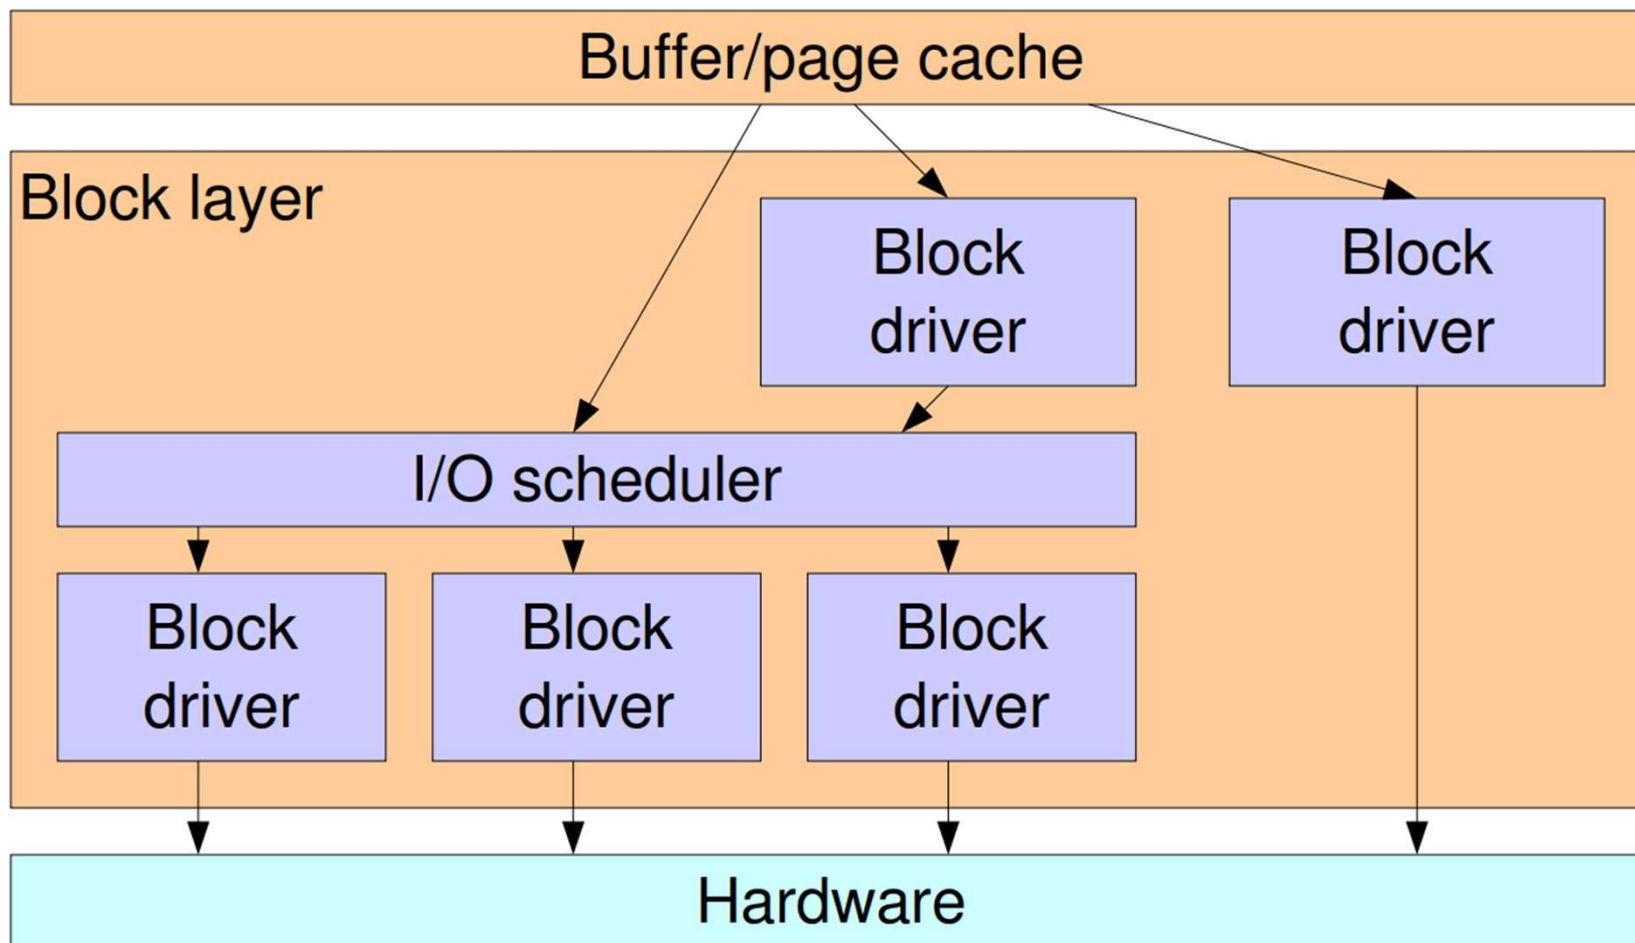 Buffer/page cache
Block layer
Block
driver
Block
driver
I/O scheduler
Block
driver
Block
driver
Block
driver
Hardware